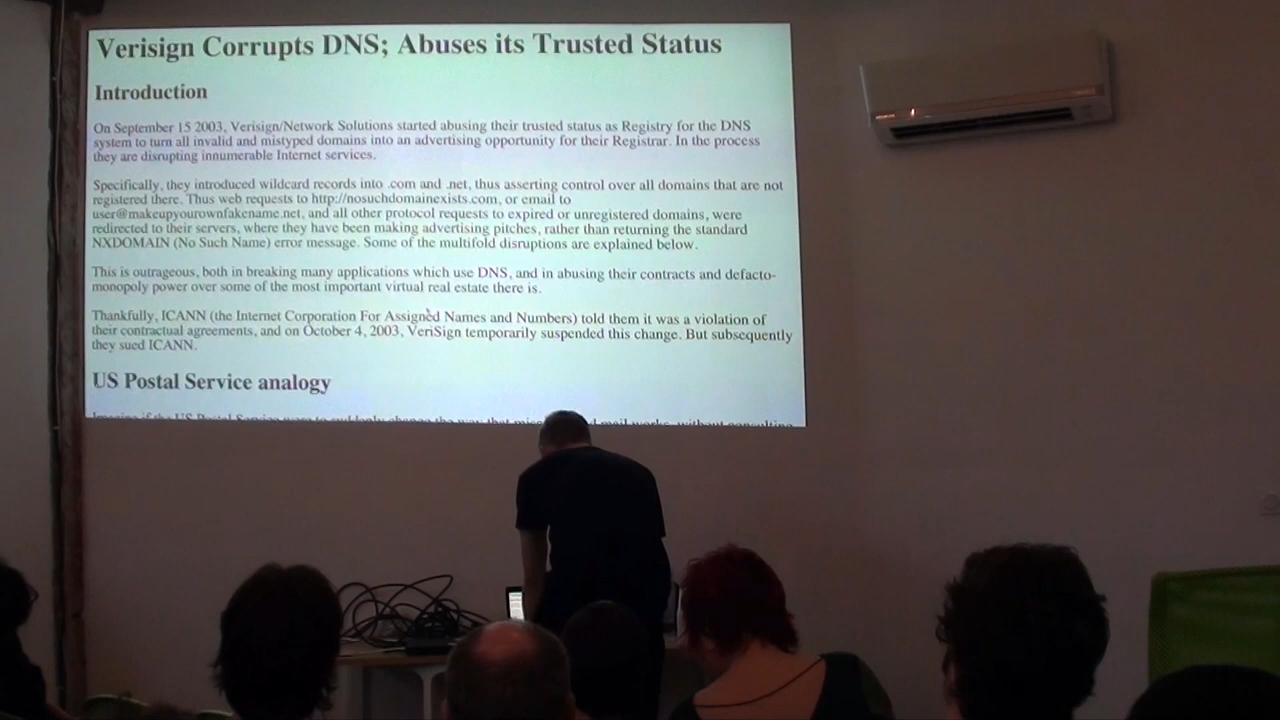 Verisign Corrupts DNS; Abuses its Trusted Status
Introduction
On September 15 2003, Verisign/Network Solutions started abusing their trusted status as Registry for the DNS
system to turn all invalid and mistyped domains into an advertising opportunity for their Registrar. In the process
they are disrupting innumerable Internet services.
Specifically, they introduced wildcard records into .com and .net, thus asserting control over all domains that are not
registered there. Thus web requests to http://nosuchdomainexists.com, or email to
user@makeupyourownfakename.net, and all other protocol requests to expired or unregistered domains, were
redirected to their servers, where they have been making advertising pitches, rather than returning the standard
NXDOMAIN (No Such Name) error message. Some of the multifold disruptions are explained below.
This is outrageous, both in breaking many applications which use DNS, and in abusing their contracts and defacto-
monopoly power over some of the most important virtual real estate there is.
Thankfully, ICANN (the Internet Corporation For Assigned Names and Numbers) told them it was a violation of
their contractual agreements, and on October 4, 2003, VeriSign temporarily suspended this change. But subsequently
they sued ICANN.
US Postal Service analogy